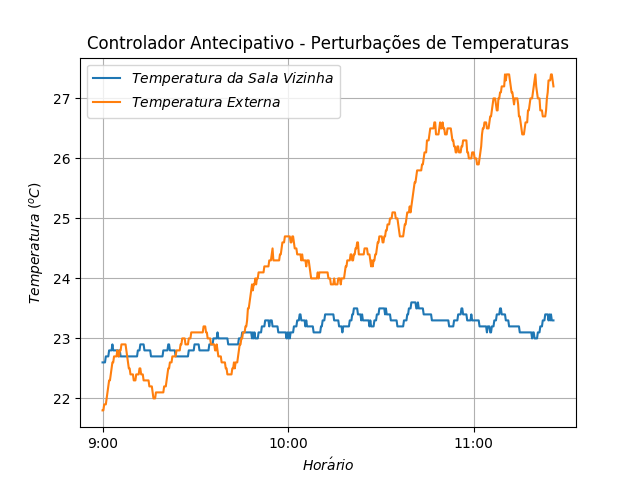 Controlador Antecipativo - Perturbações de Temperaturas
Temperatura da Sala Vizinha
Temperatura Externa
Temperatura (ºC)
27
26
25
24
23
22
9:00
10:00
11:00
Horário